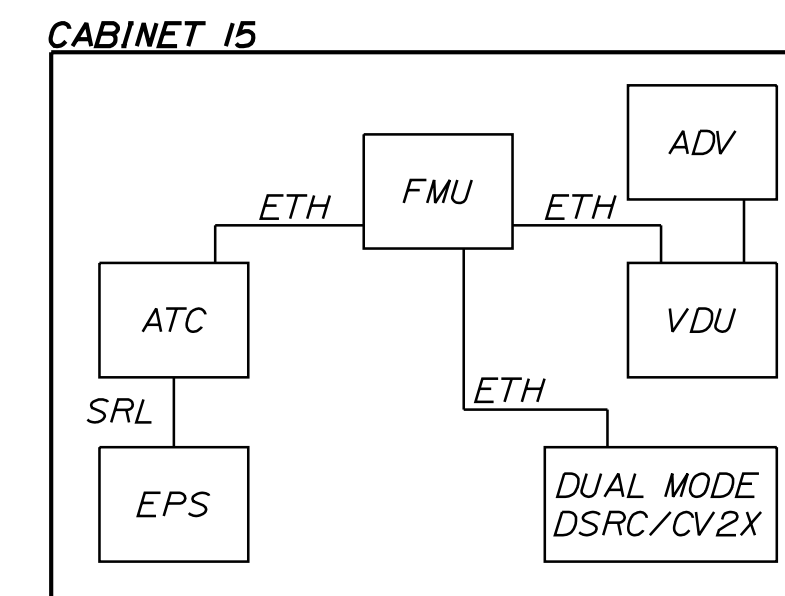 CABINET 15
ADV
FMU
ETH
ETH
ATC
VDU
ETH
SRL
EPS
DUAL MODE
DSRC/CV2X